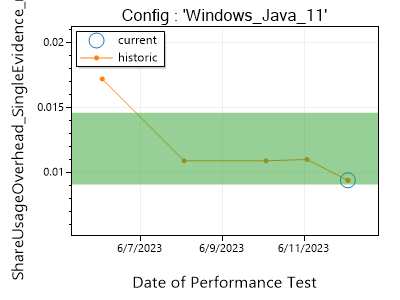 Config : 'Windows_Java_11'
current
historic
0.02
0.015
0.01
ShareUsageOverhead_SingleEvidence_
6/7/2023
6/9/2023
6/11/2023
Date of Performance Test